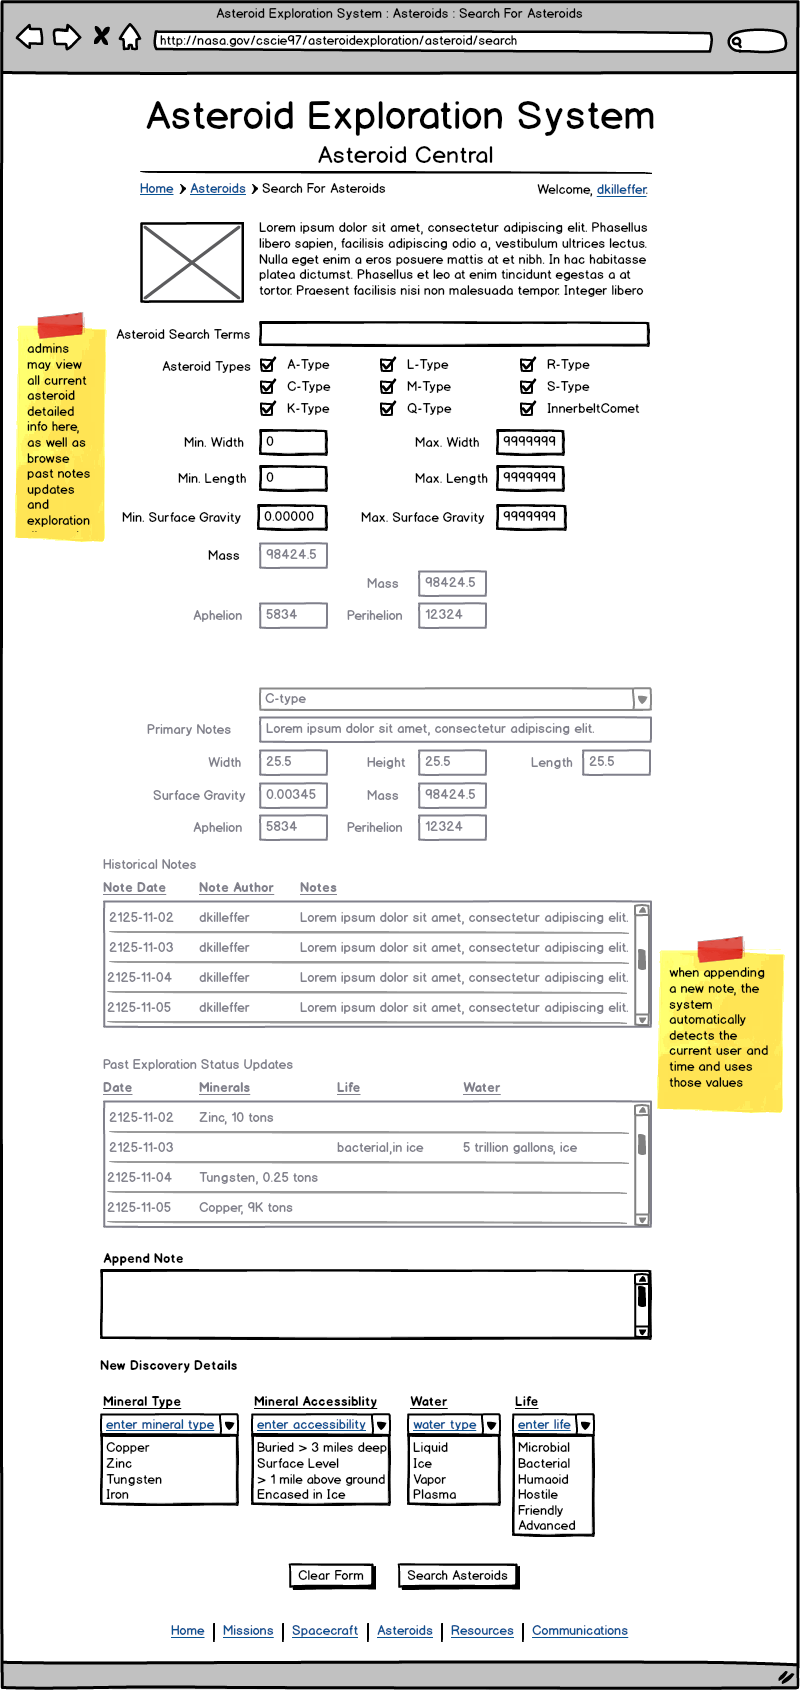 Asteroid Exploration System : Asteroids : Search For Asteroids
http://nasa.gov/cscie97/asteroidexploration/asteroid/search
Asteroid Exploration System
Asteroid Central
Home > Asteroids > Search For Asteroids Welcome, dkilleffer.
Lorem ipsum dolor sit amet, consectetur adipiscing elit. Phasellus
libero sapien, facilisis adipiscing odio a, vestibulum ultrices lectus.
Nulla eget enim a eros posuere mattis at et nibh. In hac habitasse
platea dictumst. Phasellus et leo at enim tincidunt egestas a at
tortor. Praesent facilisis nisi non malesuada tempor. Integer libero
admins
may view
all current
asteroid
detailed
info here,
as well as
browse
past notes
updates
and
exploration
Asteroid Search Terms
Asteroid Types A-Type L-Type R-Type
C-Type M-Type S-Type
K-Type Q-Type InnerbeltComet
Min. Width 0 Max. Width 9999999
Min. Length 0 Max. Length 9999999
Min. Surface Gravity 0.00000 Max. Surface Gravity 9999999
Mass 98424.5
Mass 98424.5
Aphelion 5834 Perihelion 12324
C-type
Primary Notes Lorem ipsum dolor sit amet, consectetur adipiscing elit.
Width 25.5 Height 25.5 Length 25.5
Surface Gravity 0.00345 Mass 98424.5
Aphelion 5834 Perihelion 12324
Historical Notes
Note Date Note Author Notes
2125-11-02 dkilleffer Lorem ipsum dolor sit amet, consectetur adipiscing elit.
2125-11-03 dkilleffer Lorem ipsum dolor sit amet, consectetur adipiscing elit.
2125-11-04 dkilleffer Lorem ipsum dolor sit amet, consectetur adipiscing elit.
2125-11-05 dkilleffer Lorem ipsum dolor sit amet, consectetur adipiscing elit.
when appending
a new note, the
system
automatically
detects the
current user and
time and uses
those values
Past Exploration Status Updates
Date Minerals Life Water
2125-11-02 Zinc, 10 tons
2125-11-03 bacterial,in ice 5 trillion gallons, ice
2125-11-04 Tungsten, 0.25 tons
2125-11-05 Copper, 9K tons
Append Note
New Discovery Details
Mineral Type Mineral Accessiblity Water Life
enter mineral type enter accessibility water type enter life
Copper Buried > 3 miles deep Liquid Microbial
Zinc Surface Level Ice Bacterial
Tungsten > 1 mile above ground Vapor Humaoid
Iron Encased in Ice Plasma Hostile
Friendly
Advanced
Clear Form Search Asteroids
Home | Missions | Spacecraft | Asteroids | Resources | Communications